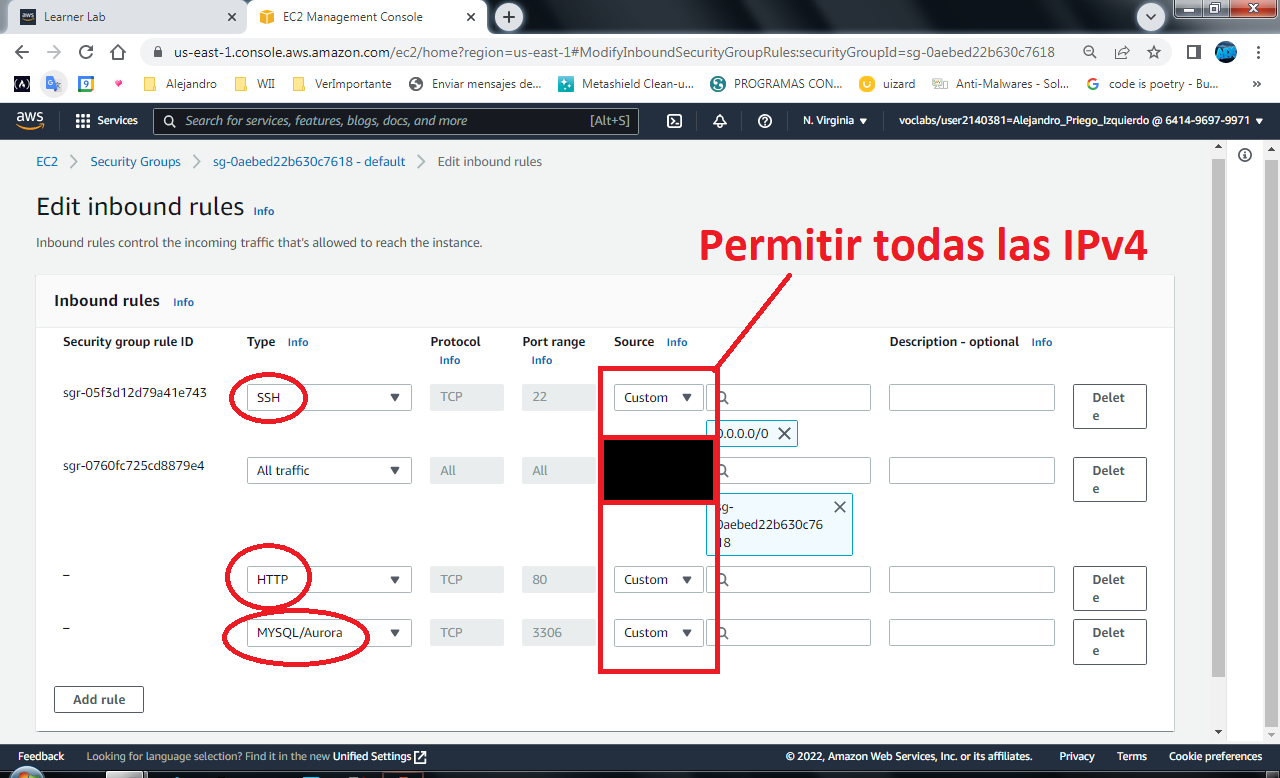 Learner Lab
EC2 Management Console
us-east-1.console.aws.amazon.com/ec2/home?region=us-east-1#ModifyInboundSecurityGroupRules:securityGroupId=sg-0aebed22b630c7618
Alejandro
WII
VerImportante
Enviar mensajes de...
Metashield Clean-u...
PROGRAMAS CON...
uizard
Anti-Malwares - Sol...
code is poetry - Bu...
»
aws
Services
Search for services, features, blogs, docs, and more
[Alt+S]
N. Virginia
voclabs/user2140381=Alejandro_Priego_Izquierdo @ 6414-9697-9971
EC2
Security Groups
sg-0aebed22b630c7618 - default
Edit inbound rules
Edit inbound rules Info
Inbound rules control the incoming traffic that's allowed to reach the instance.
Permitir todas las IPv4
Inbound rules Info
Security group rule ID
Type Info
Protocol
Info
Port range
Info
Source Info
Description - optional Info
sgr-05f3d12d79a41e743
SSH
TCP
22
Custom
0.0.0.0/0
Delet
e
sgr-0760fc725cd8879e4
All traffic
All
All
sg-
0aebed22b630c76
18
Delet
e
–
HTTP
TCP
80
Custom
Delet
e
–
MYSQL/Aurora
TCP
3306
Custom
Delet
e
Add rule
Feedback
Looking for language selection? Find it in the new Unified Settings
© 2022, Amazon Web Services, Inc. or its affiliates.
Privacy
Terms
Cookie preferences